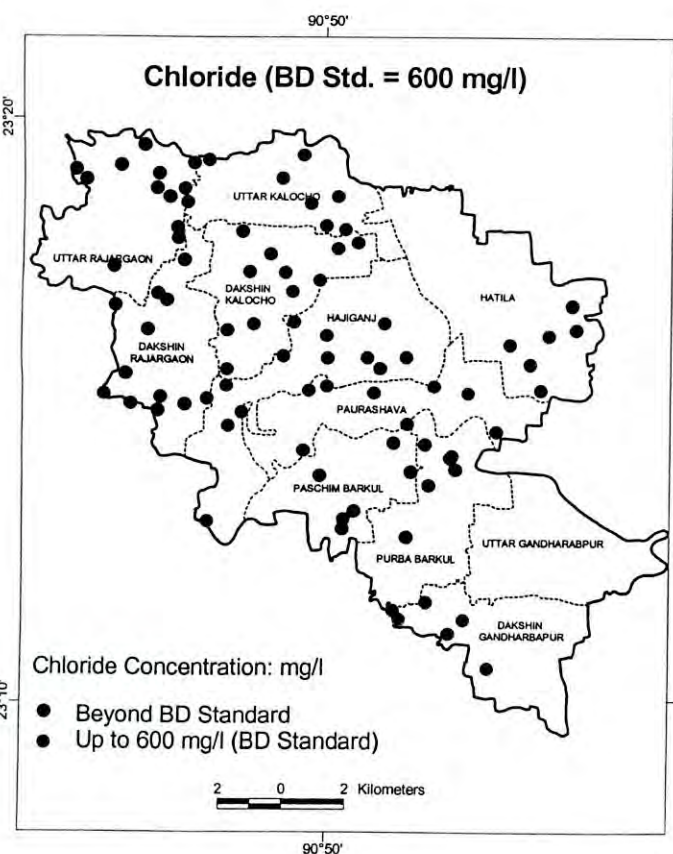 90°50'
Chloride (BD Std. = 600 mg/l)
23°20'
UTTAR KALOCHO
UTTAR RAJARGAON
DAKSHIN
KALOCHO
HATILA
HAJIGANJ
DAKSHIN
RAJARGAON
PAURASHAVA
PASCHIM BARKUL
PURBA BARKUL
UTTAR GANDHARABPUR
DAKSHIN
GANDHARBAPUR
Chloride Concentration: mg/l
23°10'
Beyond BD Standard
Up to 600 mg/l (BD Standard)
2 0 2 Kilometers
90°50'